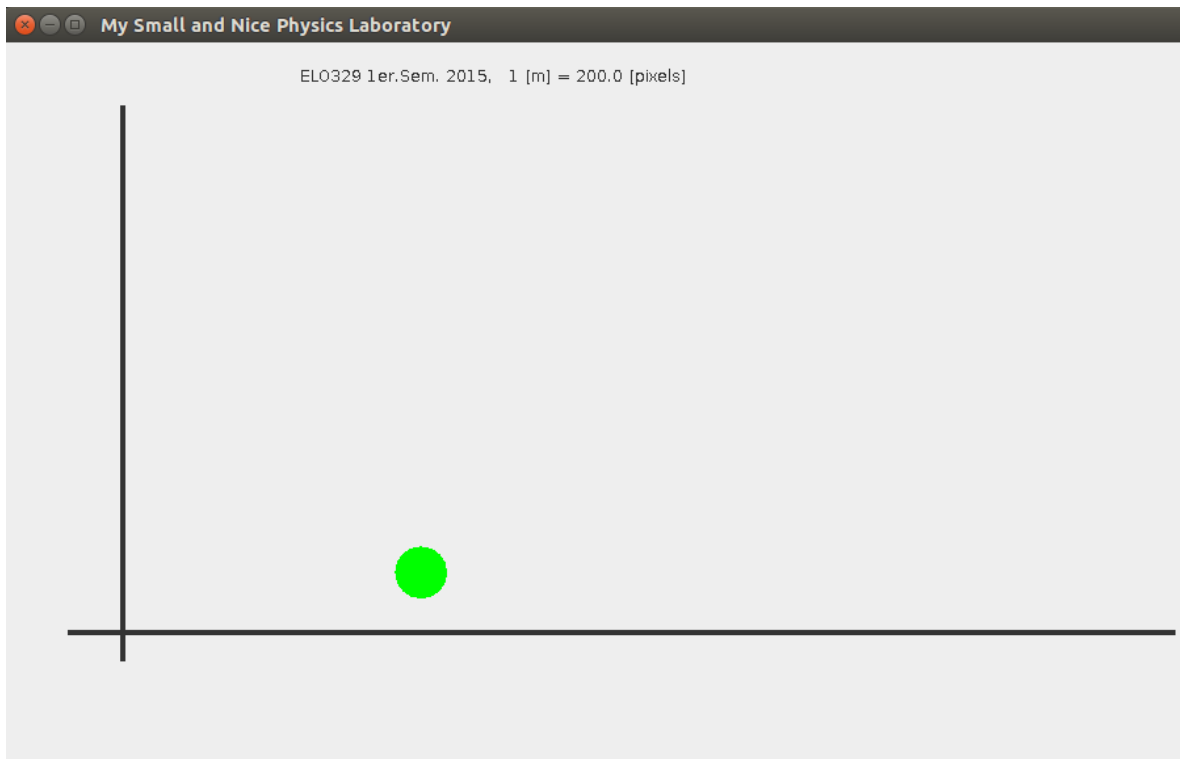 My Small and Nice Physics Laboratory
ELO329 1er.Sem. 2015,   1 [m] = 200.0 [pixels]